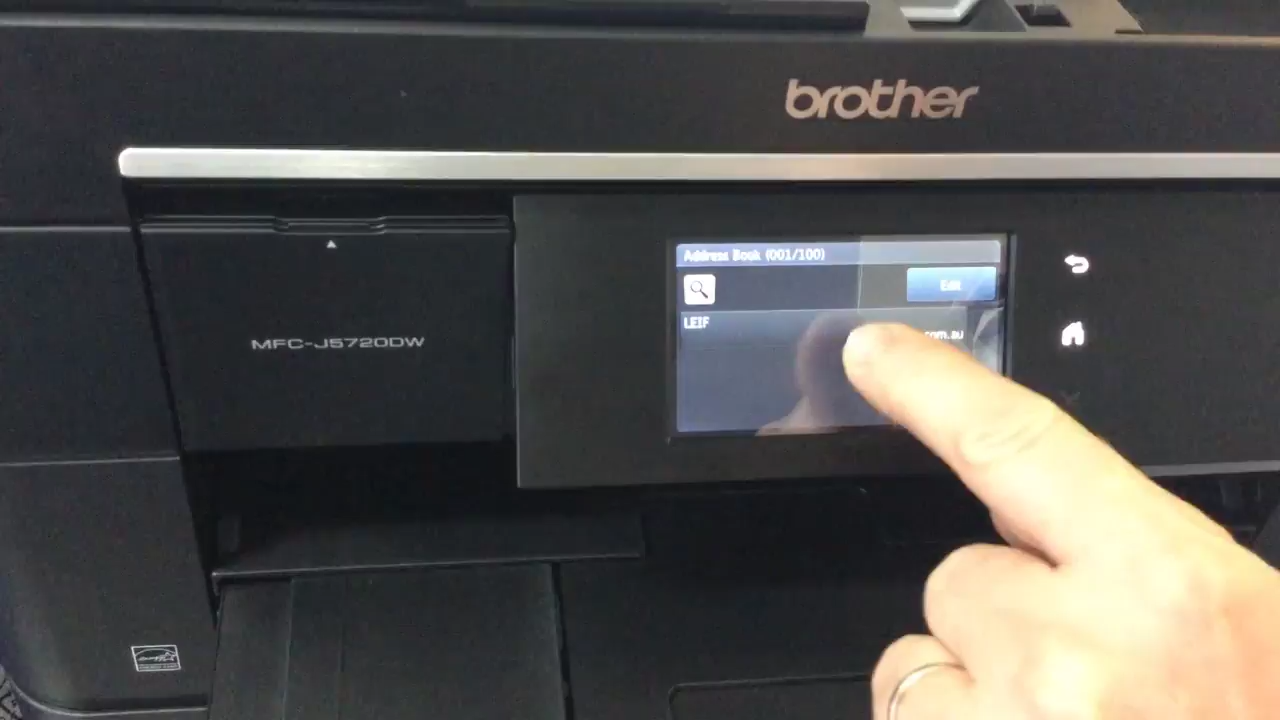 brother
Address Book (001/100)
Edit
LEIF
com.au
MFC-J5720DW